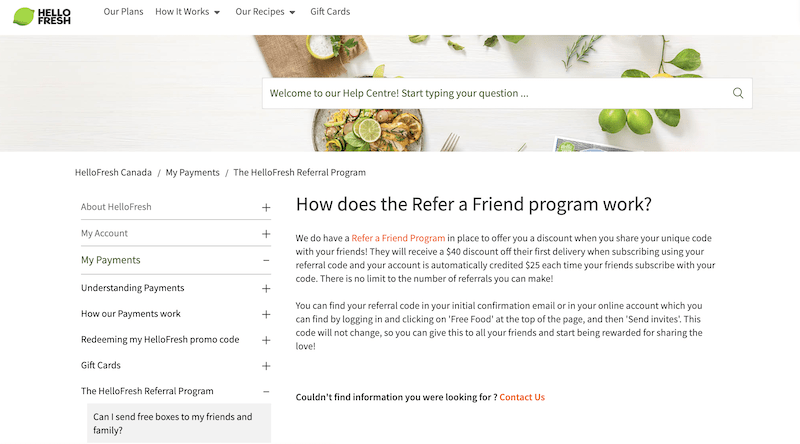 HELLO
FRESH
Our Plans How It Works Our Recipes Gift Cards
Welcome to our Help Centre! Start typing your question ...
HelloFresh Canada / My Payments / The HelloFresh Referral Program
About HelloFresh +
My Account +
My Payments −
Understanding Payments +
How our Payments work +
Redeeming my HelloFresh promo code +
Gift Cards +
The HelloFresh Referral Program −
Can I send free boxes to my friends and
family?
How does the Refer a Friend program work?
We do have a Refer a Friend Program in place to offer you a discount when you share your unique code
with your friends! They will receive a $40 discount off their first delivery when subscribing using your
referral code and your account is automatically credited $25 each time your friends subscribe with your
code. There is no limit to the number of referrals you can make!
You can find your referral code in your initial confirmation email or in your online account which you
can find by logging in and clicking on 'Free Food' at the top of the page, and then 'Send invites'. This
code will not change, so you can give this to all your friends and start being rewarded for sharing the
love!
Couldn't find information you were looking for ? Contact Us